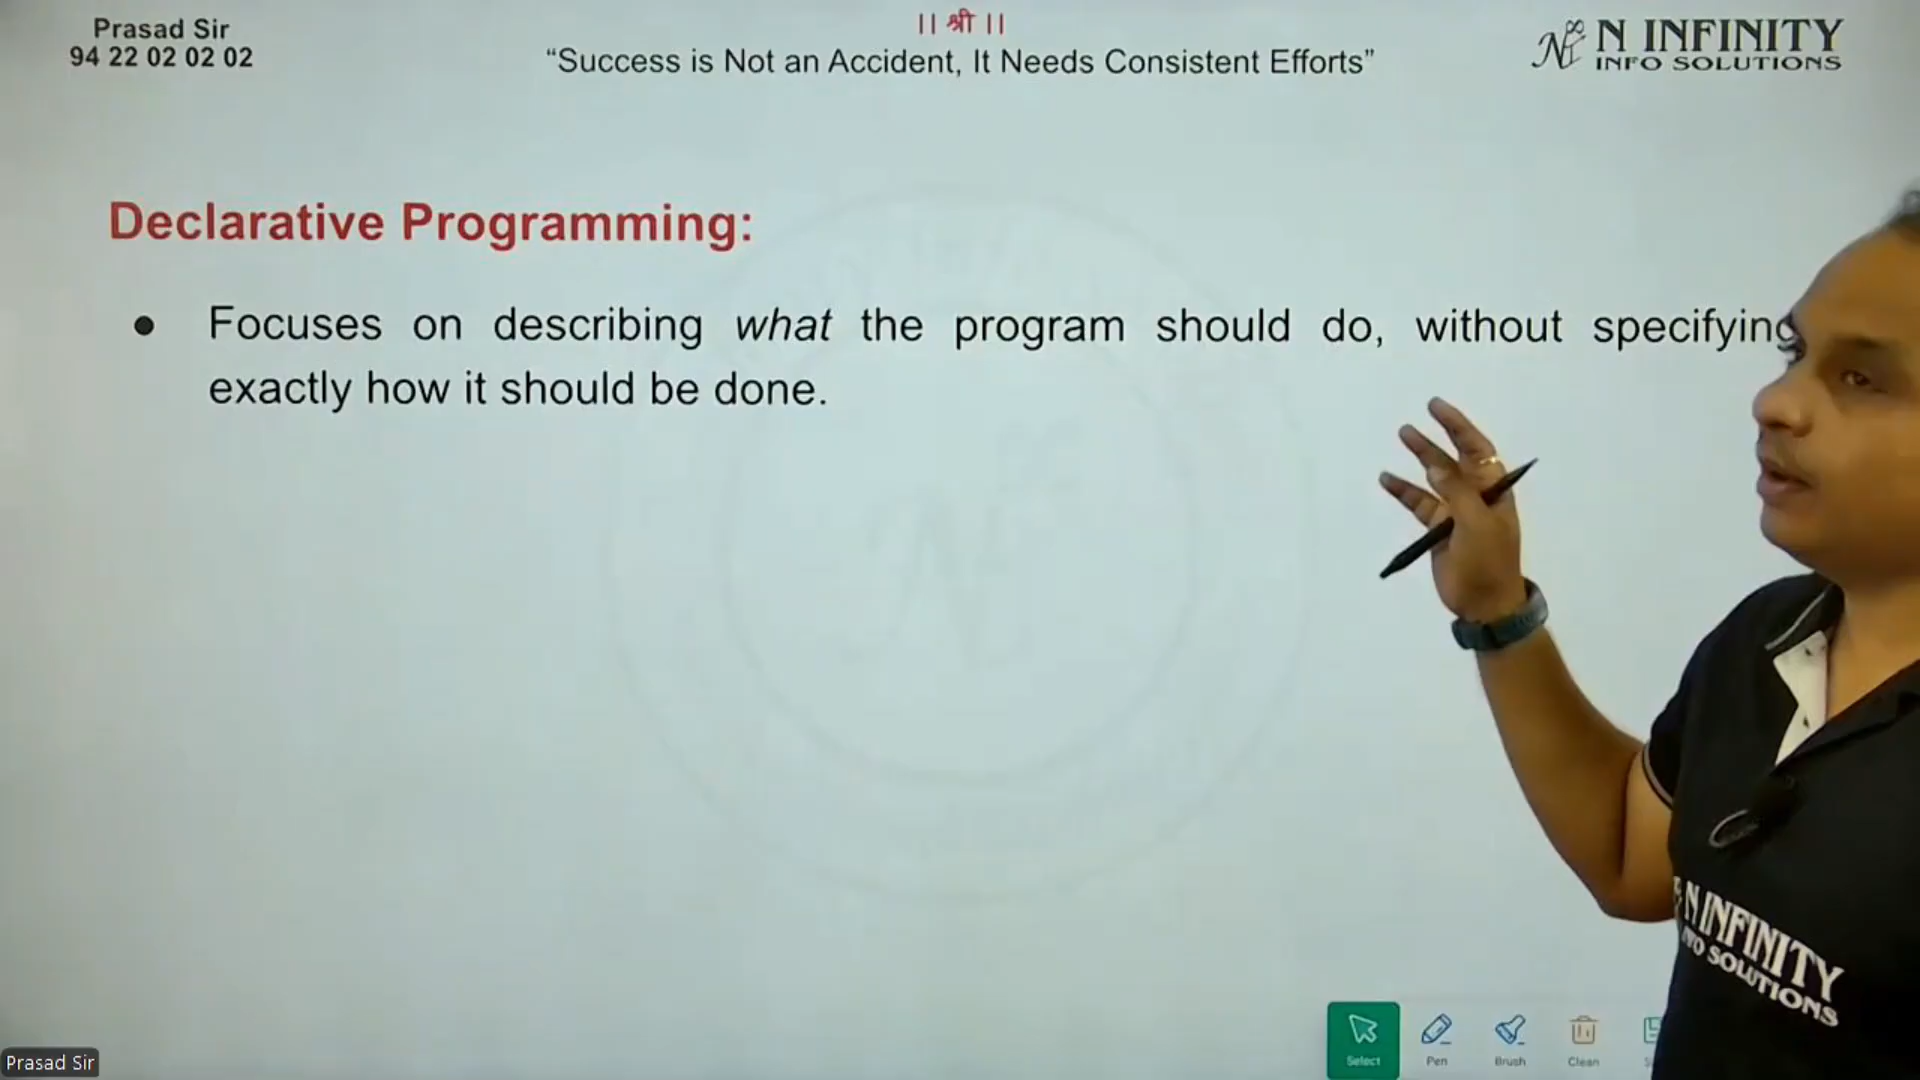 Prasad Sir
94 22 02 02 02
|| श्री ||
“Success is Not an Accident, It Needs Consistent Efforts”
N INFINITY
INFO SOLUTIONS
Declarative Programming:
● Focuses on describing what the program should do, without specifying
exactly how it should be done.
N INFINITY
INFO SOLUTIONS
Select
Pen
Brush
Clean
Prasad Sir